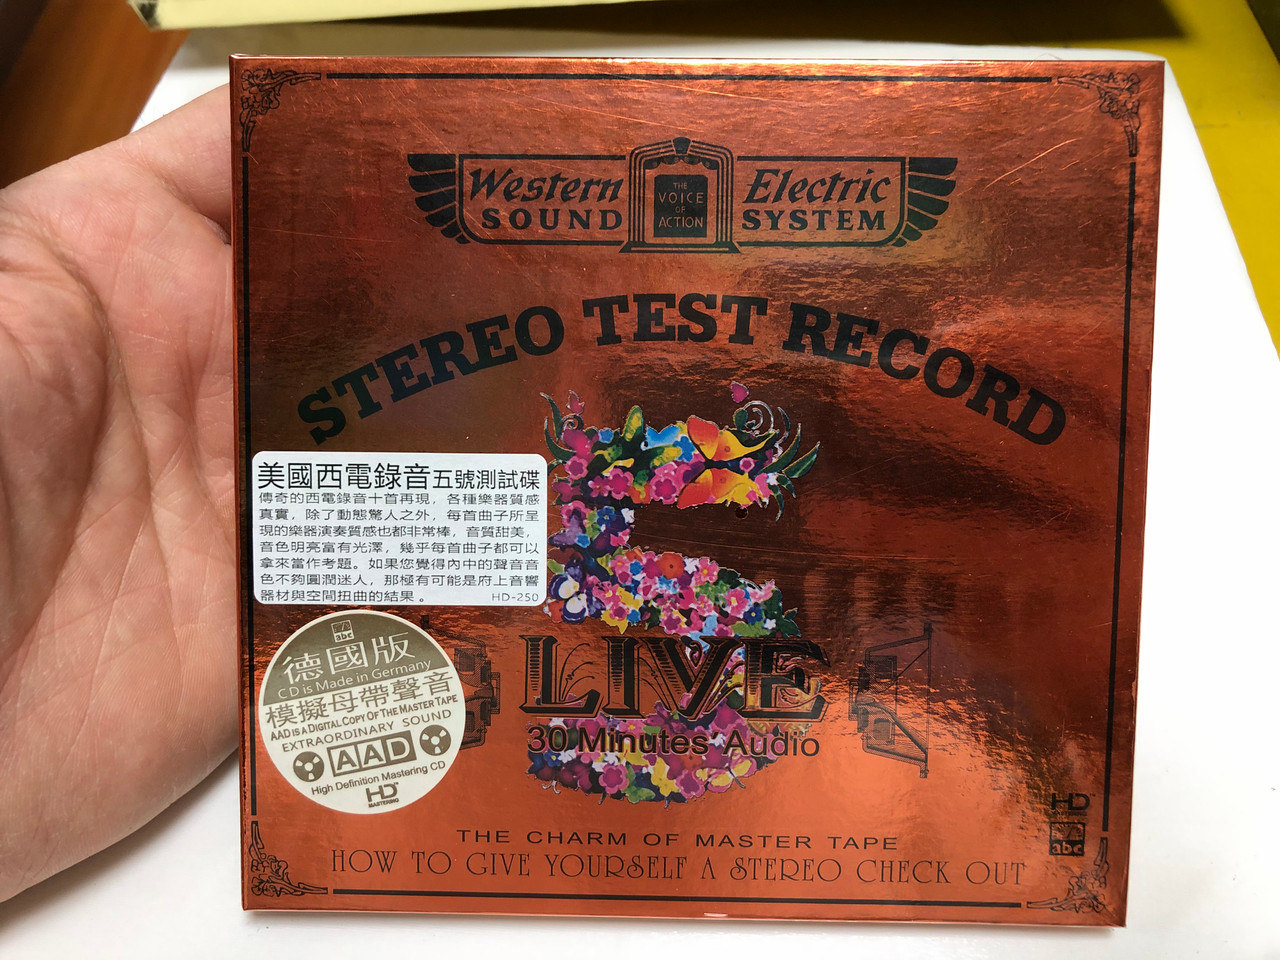 Western Electric
SOUND SYSTEM
THE
VOICE
OF
ACTION
STEREO TEST RECORD
美國西電錄音五號測試碟
傳奇的西電錄音十首再現，各種樂器質感
真實，除了動態驚人之外，每首曲子所呈
現的樂器演奏質感也都非常棒，音質甜美，
音色明亮富有光澤，幾乎每首曲子都可以
拿來當作考題。如果您覺得內中的聲音音
色不夠圓潤迷人，那極有可能是府上音響
器材與空間扭曲的結果。 HD-250
5
LIVE
30 Minutes Audio
abc
德國版
CD is Made in Germany
模擬母帶聲音
AAD IS A DIGITAL COPY OF THE MASTER TAPE
EXTRAORDINARY SOUND
AAD
High Definition Mastering CD
HD
MASTERING
HD
abc
THE CHARM OF MASTER TAPE
HOW TO GIVE YOURSELF A STEREO CHECK OUT